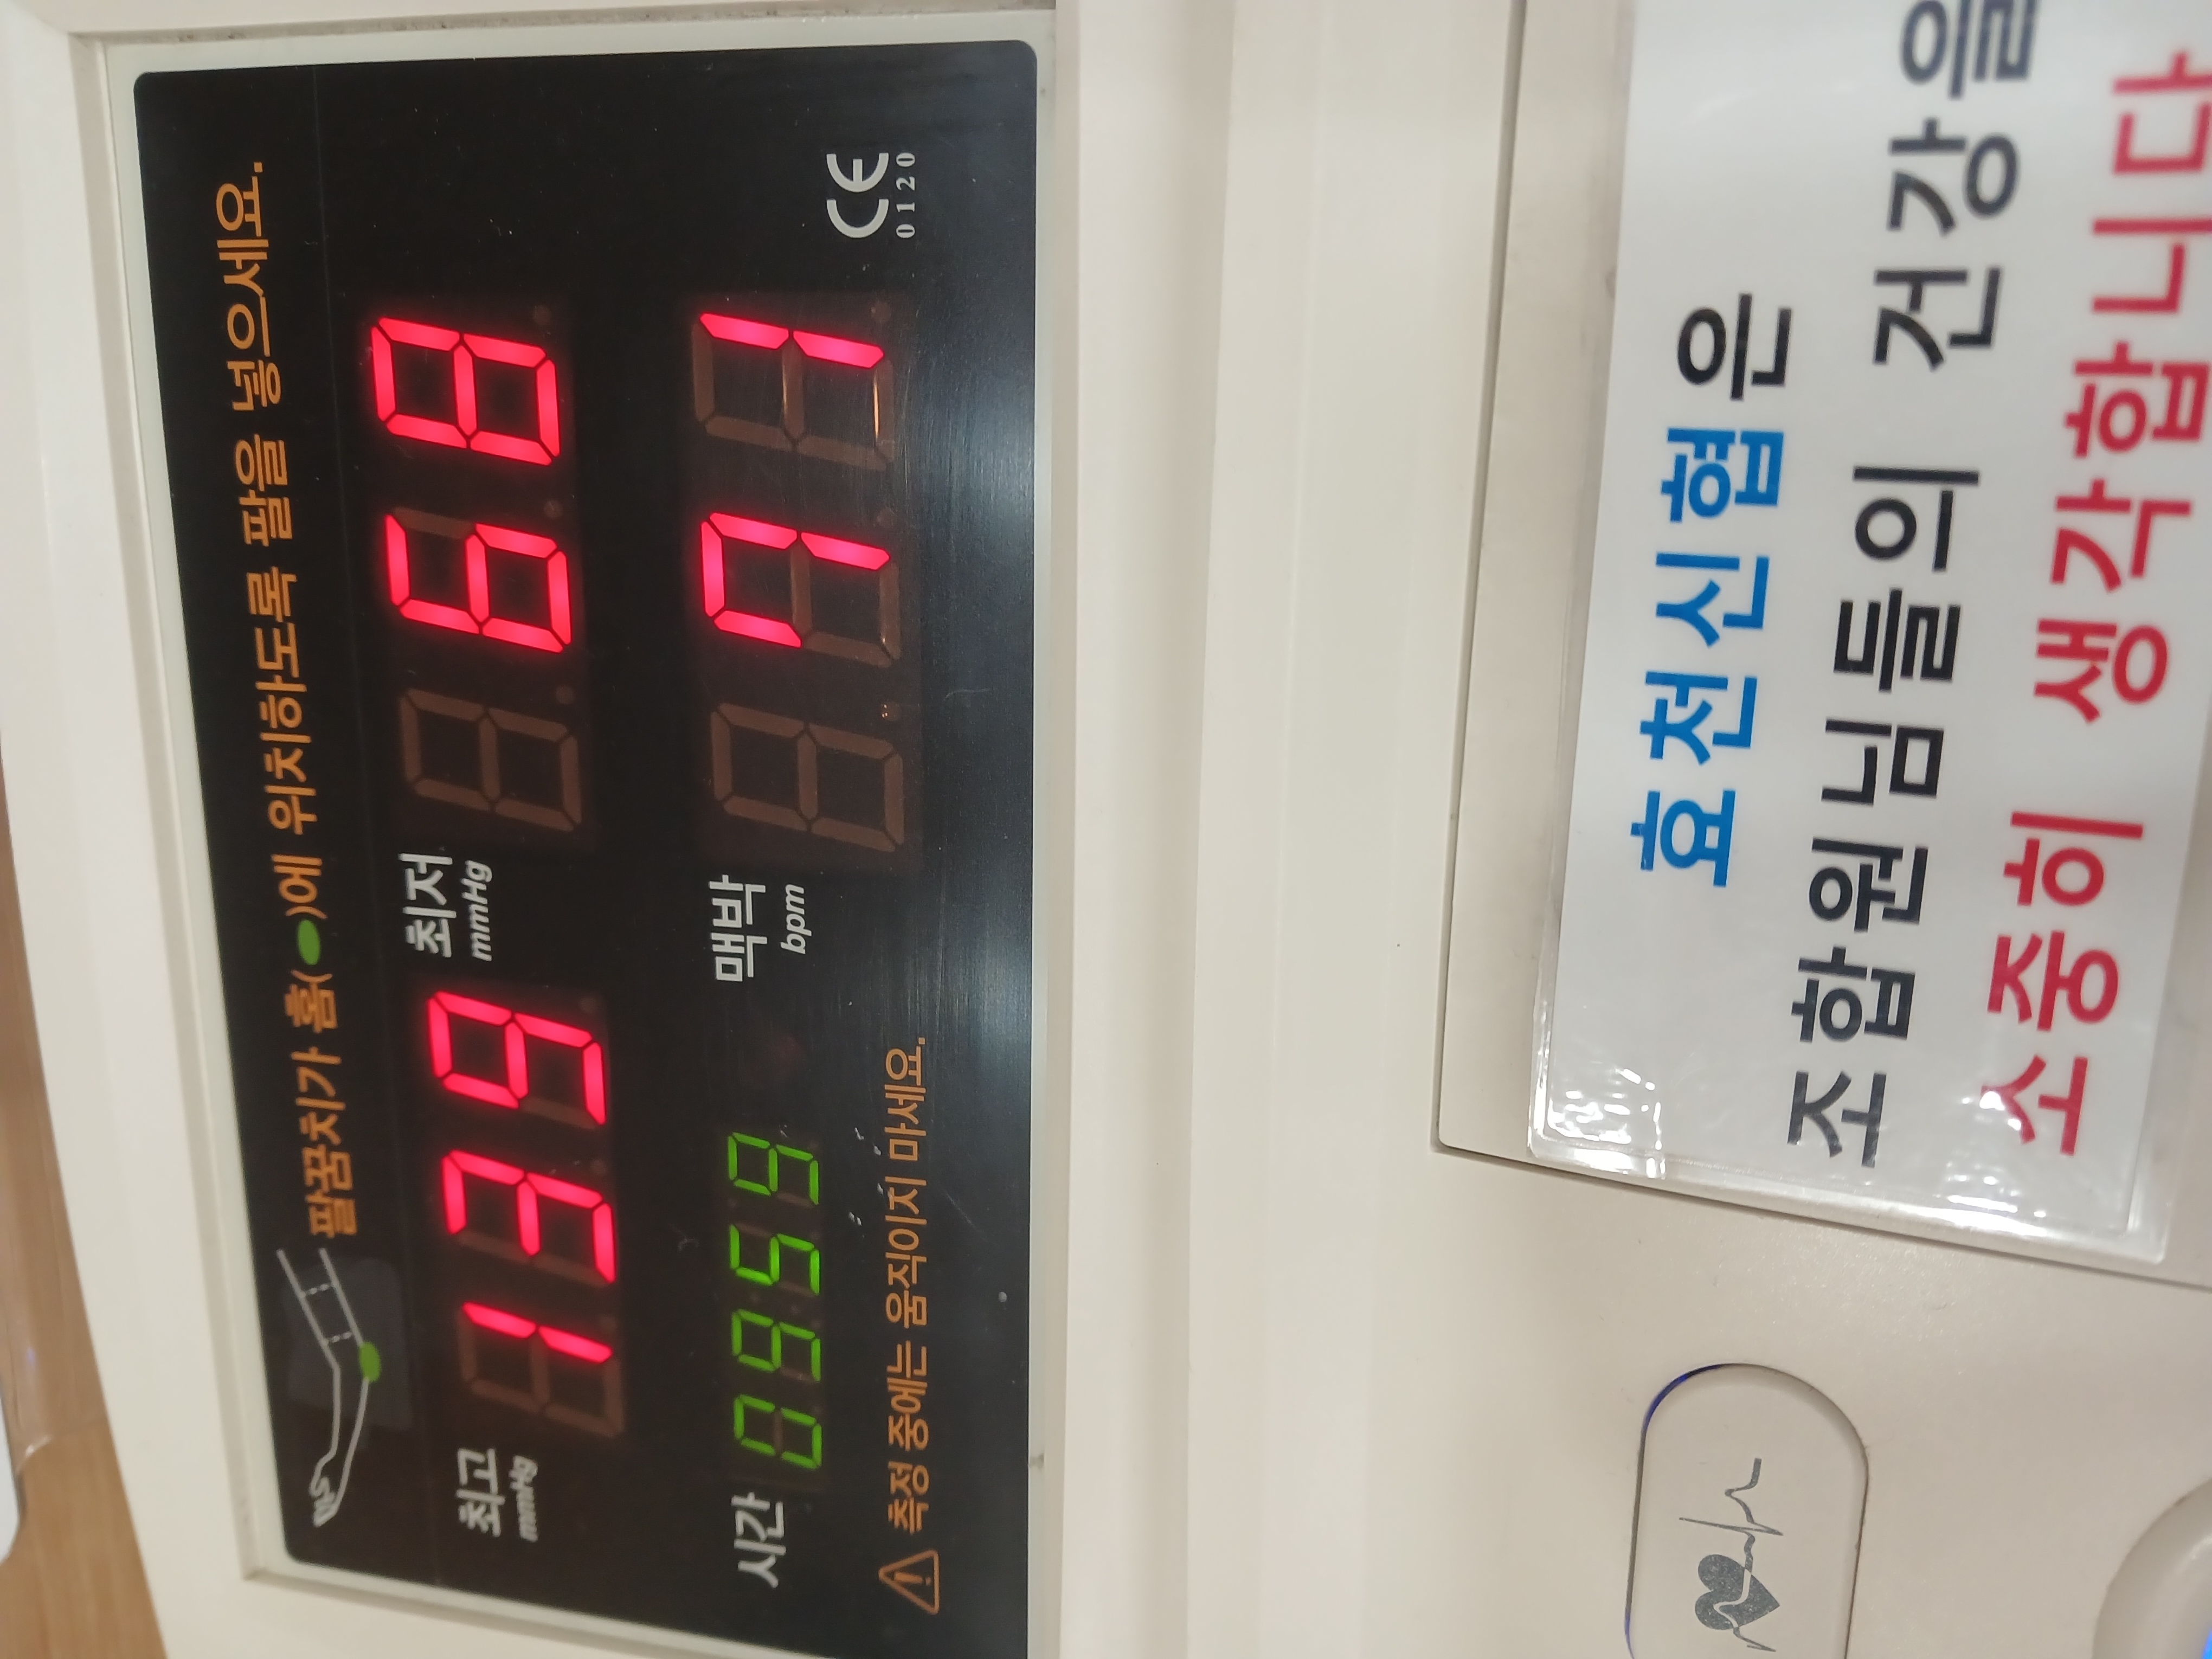 팔꿈치가 홈( )에 위치하도록 팔을 넣으세요.
최고 mmHg 139 최저 mmHg 68
시간 0959 맥박 bpm 71
측정 중에는 움직이지 마세요.
CE 0120
효천신협은
조합원님들의 건강을
소중히 생각합니다